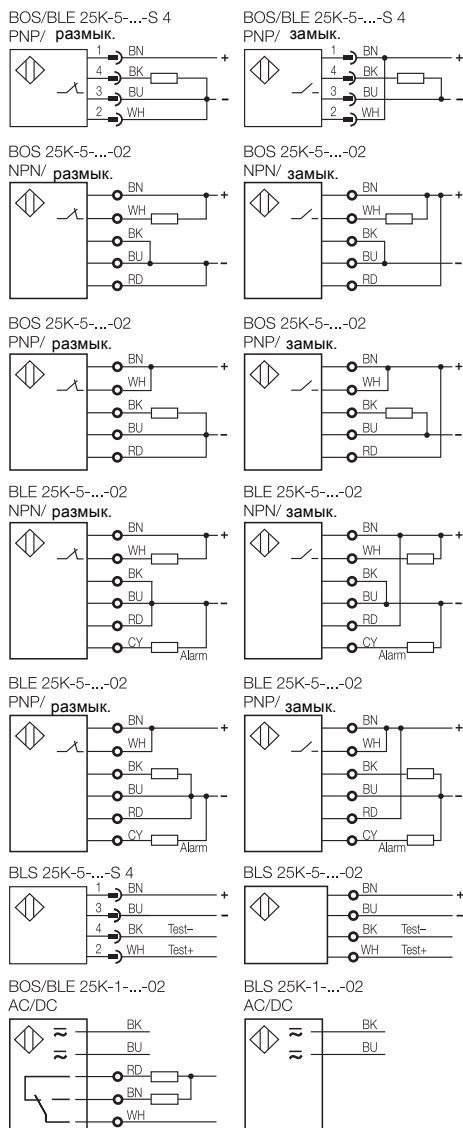 BOS/BLE 25K-5-...-S 4
PNP/ размык.
1 BN +
4 BK
3 BU –
2 WH
BOS/BLE 25K-5-...-S 4
PNP/ замык.
1 BN +
4 BK
3 BU –
2 WH
BOS 25K-5-...-02
NPN/ размык.
BN +
WH
BK
BU –
RD
BOS 25K-5-...-02
NPN/ замык.
BN +
WH
BK
BU –
RD
BOS 25K-5-...-02
PNP/ размык.
BN +
WH
BK
BU –
RD
BOS 25K-5-...-02
PNP/ замык.
BN +
WH
BK
BU –
RD
BLE 25K-5-...-02
NPN/ размык.
BN +
WH
BK
BU –
RD
CY
Alarm
BLE 25K-5-...-02
NPN/ замык.
BN +
WH
BK
BU –
RD
CY
Alarm
BLE 25K-5-...-02
PNP/ размык.
BN +
WH
BK
BU –
RD
CY
Alarm
BLE 25K-5-...-02
PNP/ замык.
BN +
WH
BK
BU –
RD
CY
Alarm
BLS 25K-5-...-S 4
1 BN +
3 BU –
4 BK Test–
2 WH Test+
BLS 25K-5-...-02
BN +
BU –
BK Test–
WH Test+
BOS/BLE 25K-1-...-02
AC/DC
BK
BU
RD
BN
WH
BLS 25K-1-...-02
AC/DC
BK
BU